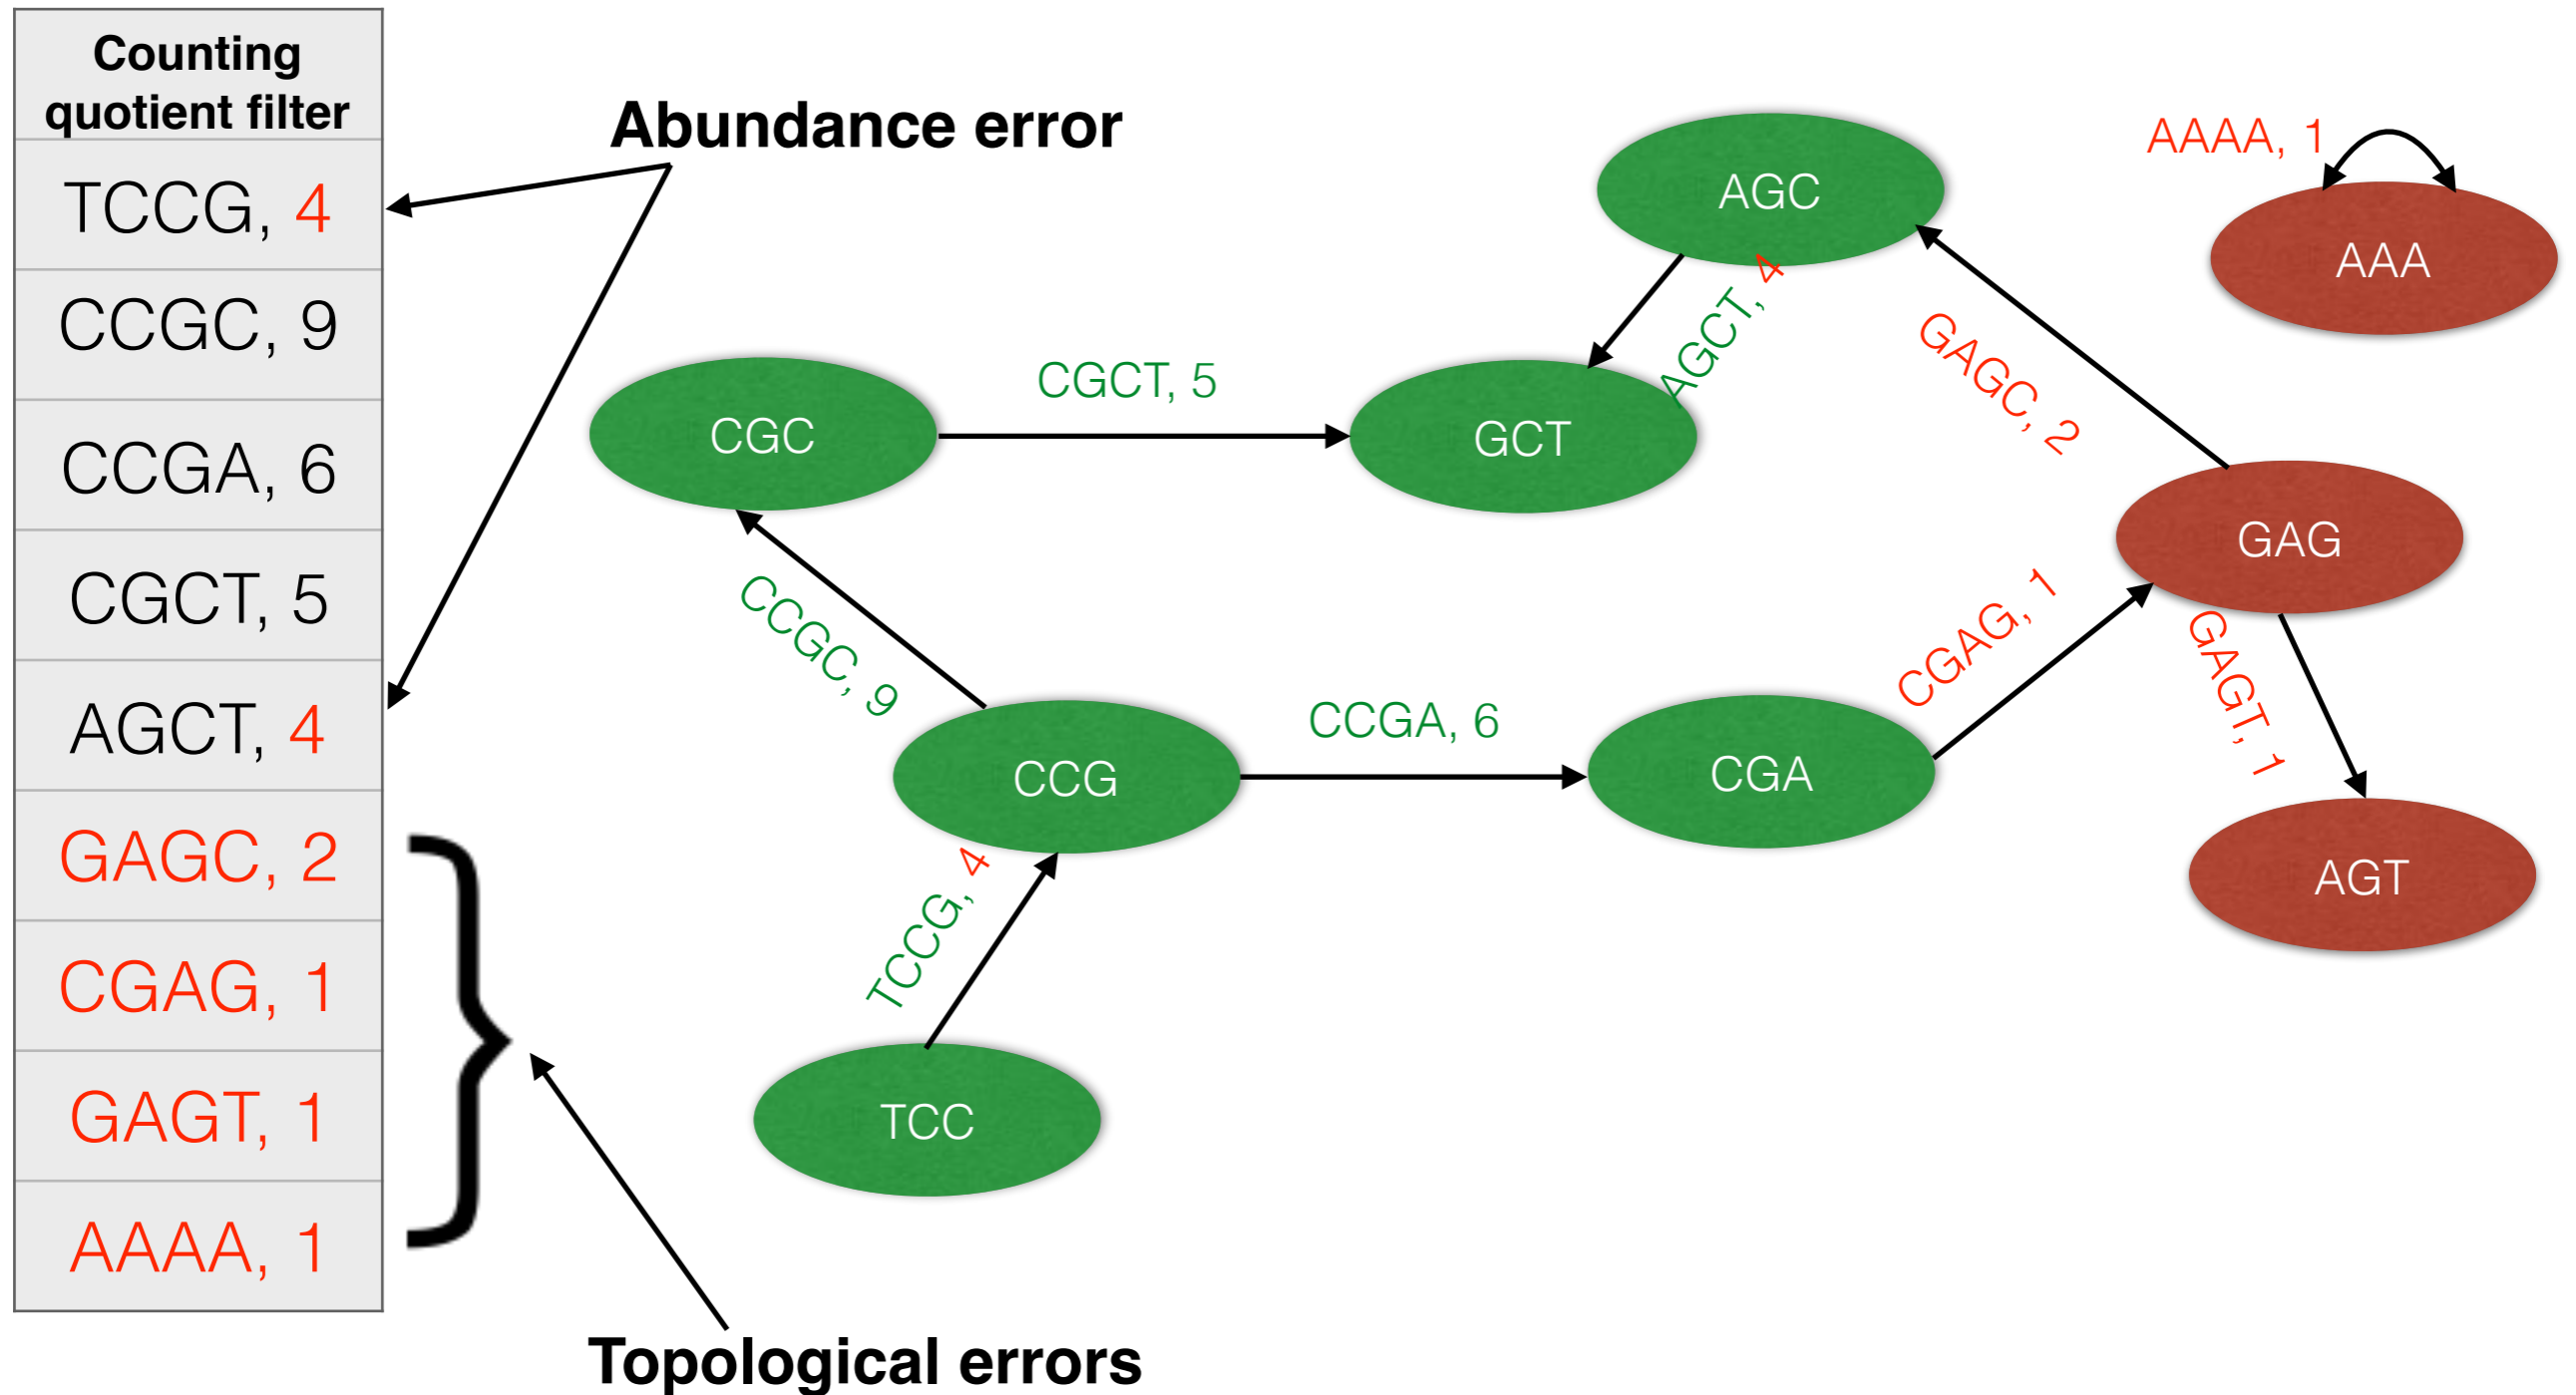 Counting
quotient filter
TCCG, 4
CCGC, 9
CCGA, 6
CGCT, 5
AGCT, 4
GAGC, 2
CGAG, 1
GAGT, 1
AAAA, 1
Abundance error
Topological errors
AGC
AAAA, 1
AAA
AGCT, 4
GAGC, 2
CGC
CGCT, 5
GCT
GAG
CCGC, 9
CGAG, 1
GAGT, 1
CCG
CCGA, 6
CGA
AGT
TCCG, 4
TCC